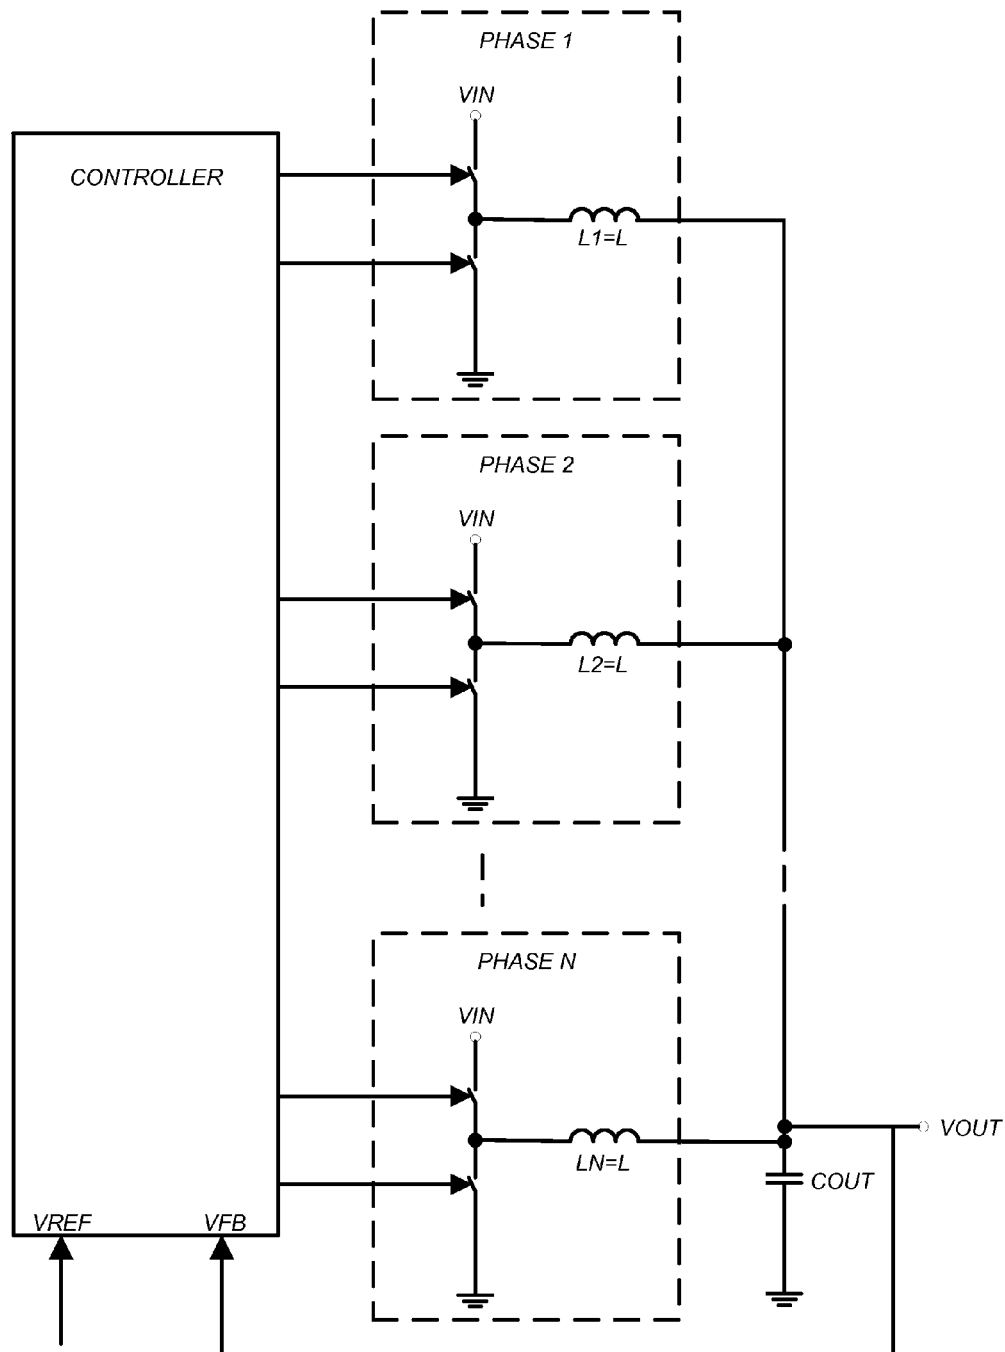 PHASE 1
VIN
CONTROLLER
L1=L
PHASE 2
VIN
L2=L
PHASE N
VIN
VOUT
LN=L
COUT
VREF
VFB